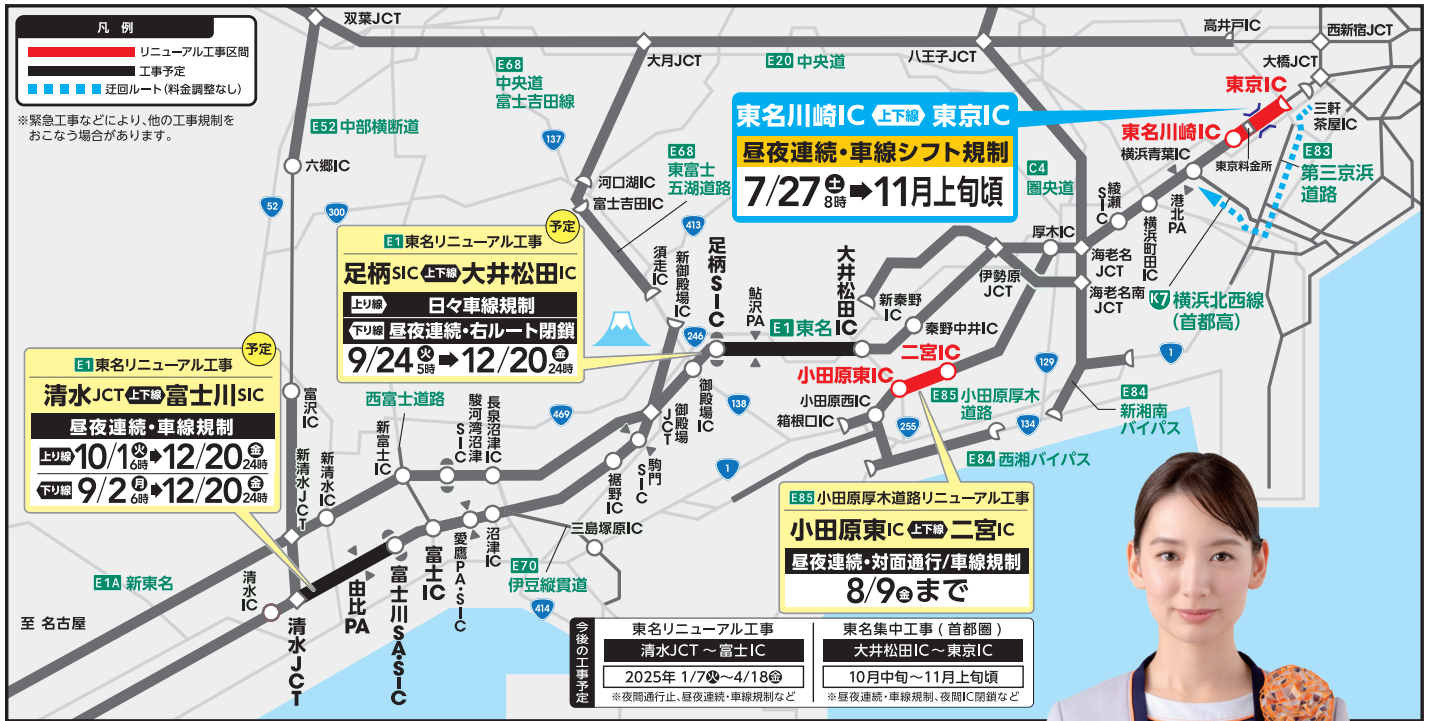 凡例
リニューアル工事区間
工事予定
迂回ルート(料金調整なし)
※緊急工事などにより、他の工事規制を
おこなう場合があります。
双葉JCT
大月JCT
八王子JCT
高井戸IC
西新宿JCT
大橋JCT
E68
中央道
富士吉田線
E20 中央道
E52 中部横断道
六郷IC
137
52
300
河口湖IC
富士吉田IC
E68
東富士
五湖道路
413
須走IC
新御殿場IC
東名川崎IC 上下線 東京IC
昼夜連続・車線シフト規制
7/27土8時➡11月上旬頃
東京IC
東名川崎IC
三軒
茶屋IC
東京料金所
横浜青葉IC
E83
第三京浜
道路
C4
圏央道
綾瀬
SIC
港北PA
横浜町田IC
厚木IC
海老名
JCT
海老名南
JCT
伊勢原
JCT
K7 横浜北西線
(首都高)
予定
E1 東名リニューアル工事
足柄SIC 上下線 大井松田IC
上り線 日々車線規制
下り線 昼夜連続・右ルート閉鎖
9/24火5時➡12/20金24時
足柄SIC
246
鮎沢PA
E1 東名
大井松田IC
新秦野
IC
秦野中井IC
二宮IC
小田原東IC
小田原西IC
箱根口IC
E85 小田原厚木
道路
255
129
134
1
E84
新湘南
バイパス
E84 西湘バイパス
予定
E1 東名リニューアル工事
清水JCT 上下線 富士川SIC
昼夜連続・車線規制
上り線 10/1火6時➡12/20金24時
下り線 9/2月6時➡12/20金24時
富沢IC
新清水JCT
新清水IC
西富士道路
新富士IC
駿河湾沼津
SIC
長泉沼津IC
469
御殿場
JCT
御殿場IC
138
駒門
SIC
裾野IC
1
三島塚原IC
沼津IC
愛鷹PA・SIC
富士IC
富士川SA・SIC
由比PA
清水JCT
清水IC
E1A 新東名
至 名古屋
E70
伊豆縦貫道
414
E85 小田原厚木道路リニューアル工事
小田原東IC 上下線 二宮IC
昼夜連続・対面通行/車線規制
8/9金まで
今後の工事予定
東名リニューアル工事
清水JCT ～ 富士IC
2025年 1/7火～4/18金
※夜間通行止、昼夜連続・車線規制など
東名集中工事(首都圏)
大井松田IC～東京IC
10月中旬～11月上旬頃
※昼夜連続・車線規制、夜間IC閉鎖など